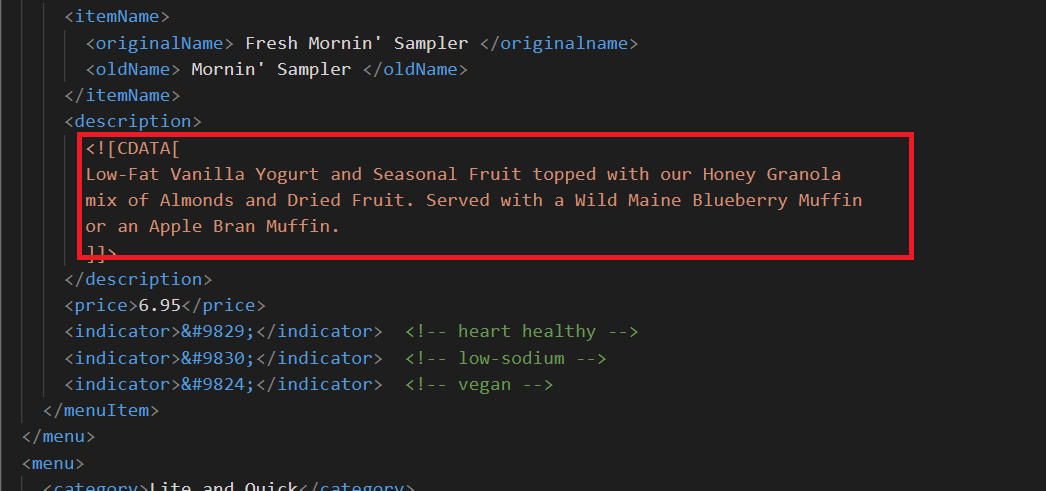 <itemName>
<originalName> Fresh Mornin' Sampler </originalname>
<oldName> Mornin' Sampler </oldName>
</itemName>
<description>
<![CDATA[
Low-Fat Vanilla Yogurt and Seasonal Fruit topped with our Honey Granola
mix of Almonds and Dried Fruit. Served with a Wild Maine Blueberry Muffin
or an Apple Bran Muffin.
]]>
</description>
<price>6.95</price>
<indicator>&#9829;</indicator> <!-- heart healthy -->
<indicator>&#9830;</indicator> <!-- low-sodium -->
<indicator>&#9824;</indicator> <!-- vegan -->
</menuItem>
</menu>
<menu>
<category>Lite and Quick</category>